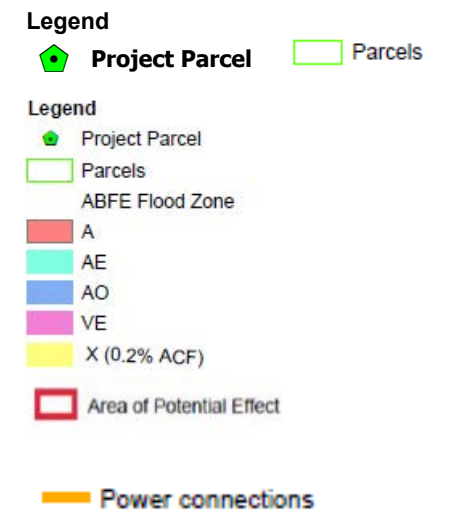 Legend
Project Parcel Parcels
Legend
Project Parcel
Parcels
ABFE Flood Zone
A
AE
AO
VE
X (0.2% ACF)
Area of Potential Effect
Power connections